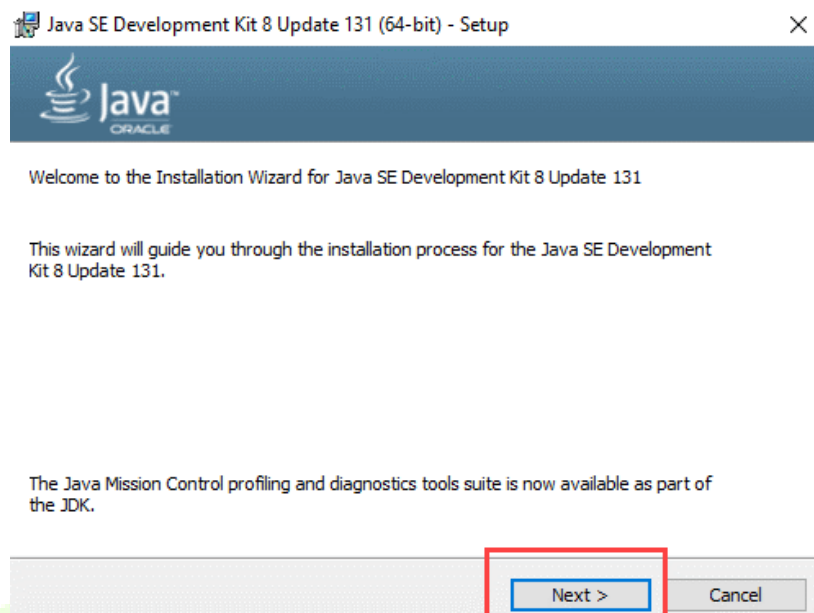 Java SE Development Kit 8 Update 131 (64-bit) - Setup
Java™
ORACLE
Welcome to the Installation Wizard for Java SE Development Kit 8 Update 131
This wizard will guide you through the installation process for the Java SE Development
Kit 8 Update 131.
The Java Mission Control profiling and diagnostics tools suite is now available as part of
the JDK.
Next > Cancel